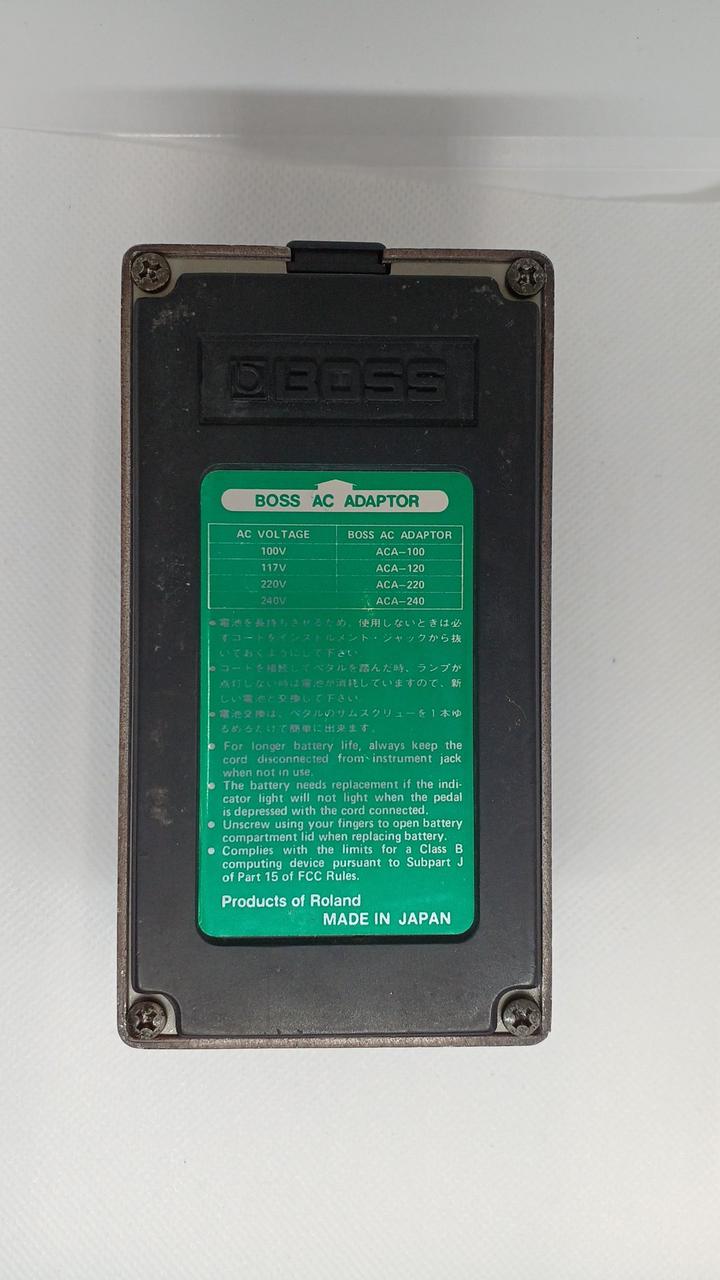 BOSS
BOSS AC ADAPTOR
AC VOLTAGE BOSS AC ADAPTOR
100V ACA-100
117V ACA-120
220V ACA-220
240V ACA-240
●電池を長持ちさせるため、使用しないときは必
ずコードをインストルメント・ジャックから抜
いておくようにして下さい。
●コードを接続してペダルを踏んだ時、ランプが
点灯しない時は電池が消耗していますので、新
しい電池と交換して下さい。
●電池交換は、ペダルのサムスクリューを1本ゆ
るめるだけで簡単に出来ます。
● For longer battery life, always keep the
cord disconnected from instrument jack
when not in use.
● The battery needs replacement if the indi-
cator light will not light when the pedal
is depressed with the cord connected.
● Unscrew using your fingers to open battery
compartment lid when replacing battery.
● Complies with the limits for a Class B
computing device pursuant to Subpart J
of Part 15 of FCC Rules.
Products of Roland
MADE IN JAPAN